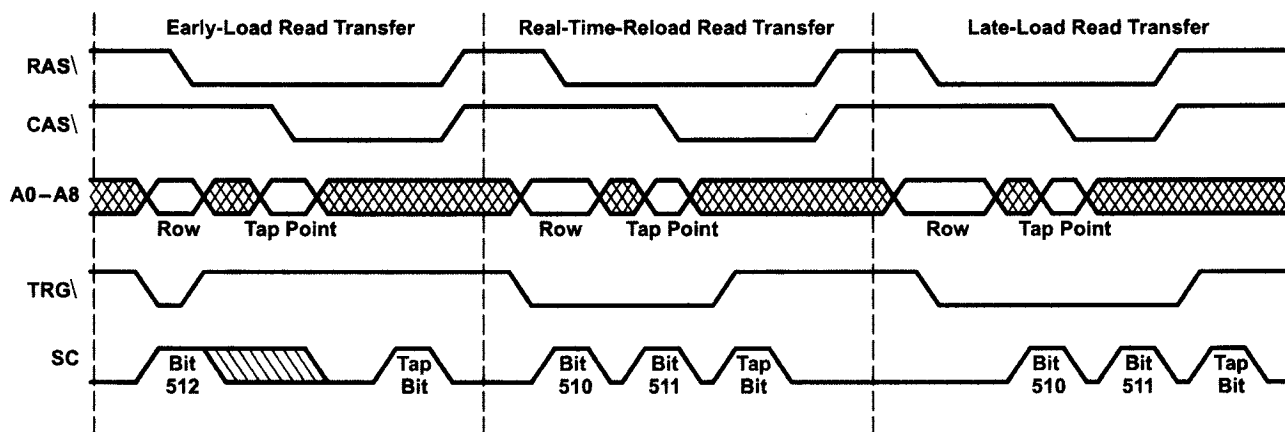 Early-Load Read Transfer
Real-Time-Reload Read Transfer
Late-Load Read Transfer
RAS\
CAS\
A0–A8
Row
Tap Point
Row
Tap Point
Row
Tap Point
TRG\
SC
Bit
512
Tap
Bit
Bit
510
Bit
511
Tap
Bit
Bit
510
Bit
511
Tap
Bit